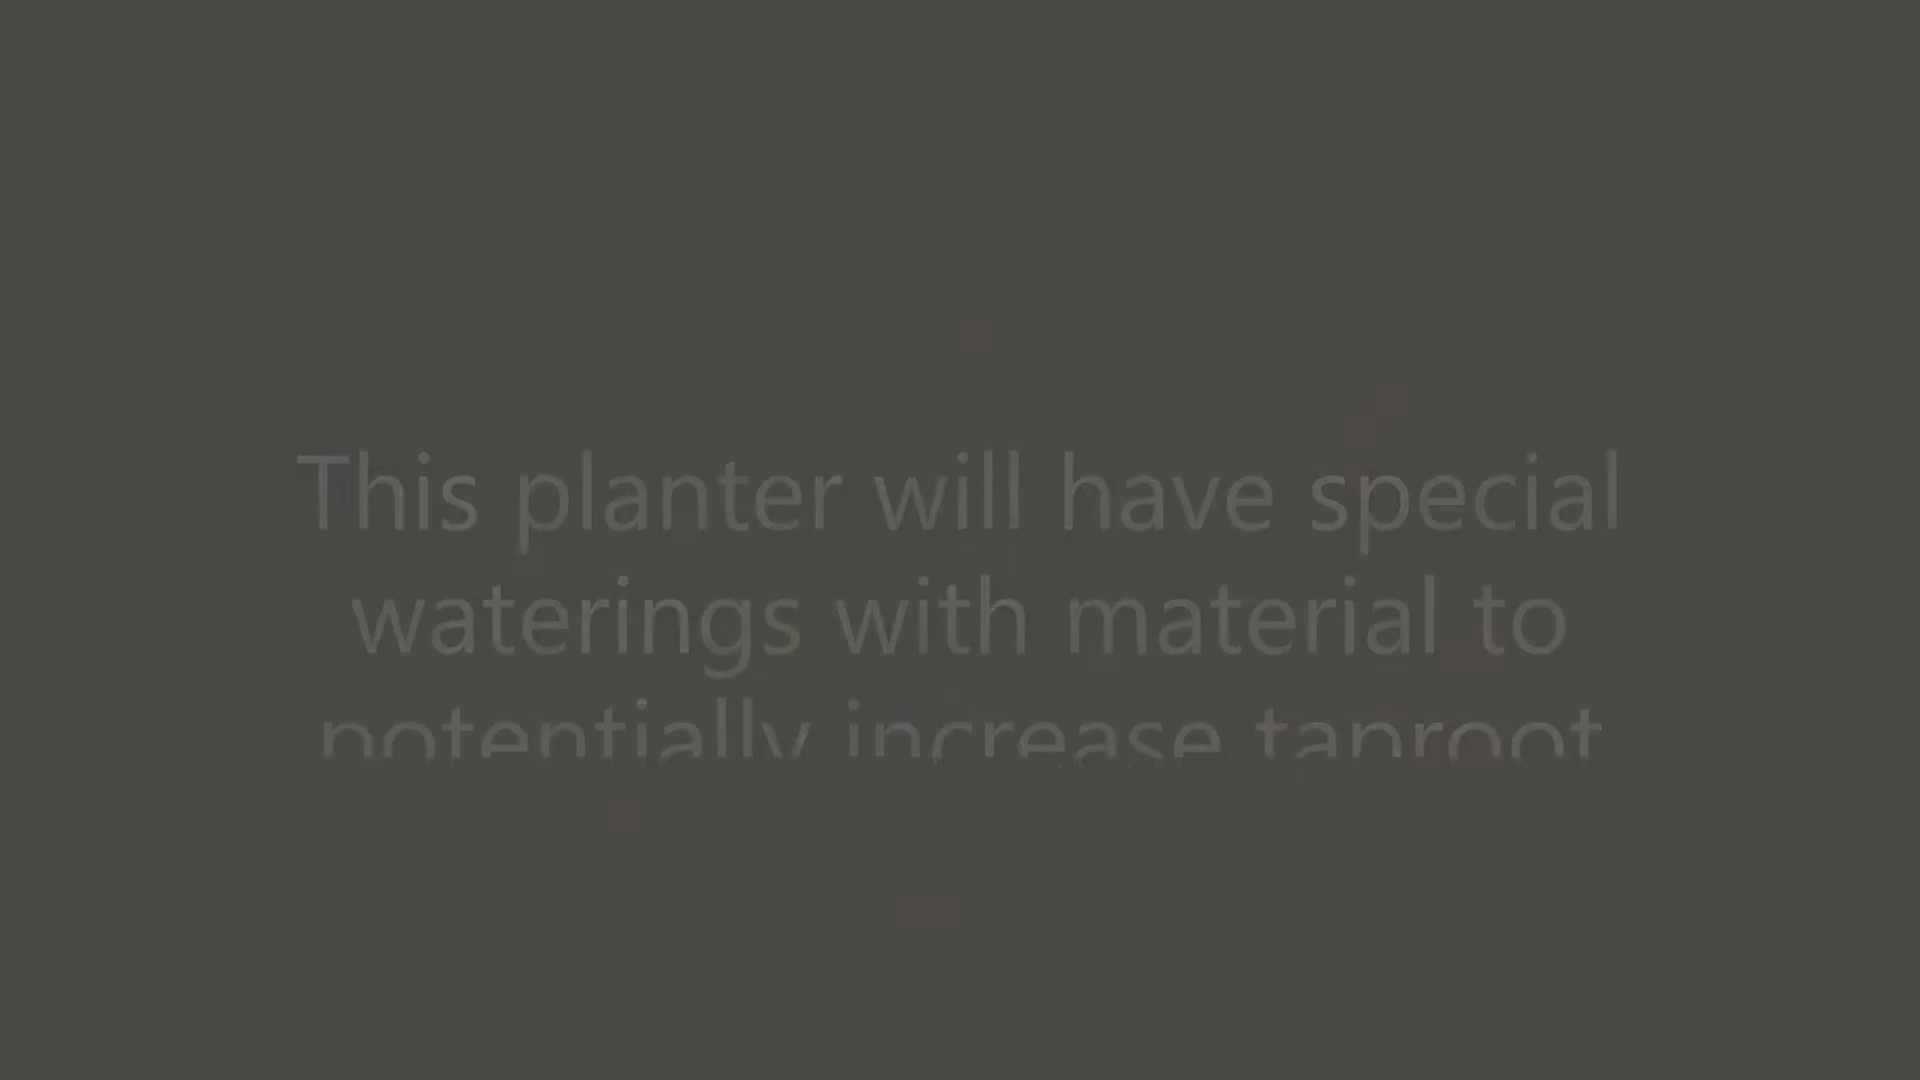 This planter will have special
waterings with material to
potentially increase taproot